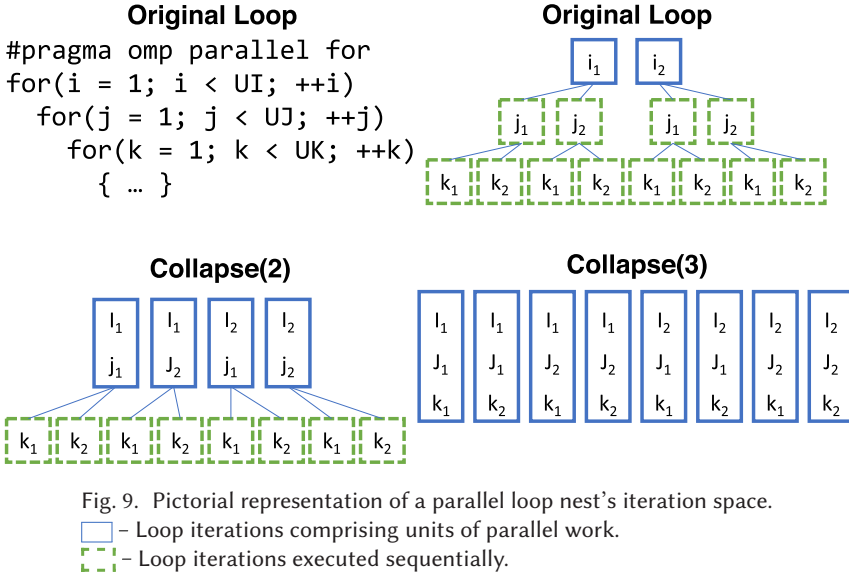 Original Loop
#pragma omp parallel for
for(i = 1; i < UI; ++i)
for(j = 1; j < UJ; ++j)
for(k = 1; k < UK; ++k)
{ … }
Original Loop
i₁ i₂
j₁ j₂ j₁ j₂
k₁ k₂ k₁ k₂ k₁ k₂ k₁ k₂
Collapse(2)
I₁ I₁ I₂ I₂
j₁ J₂ j₁ j₂
k₁ k₂ k₁ k₂ k₁ k₂ k₁ k₂
Collapse(3)
I₁ I₁ I₁ I₁ I₂ I₂ I₂ I₂
J₁ J₁ J₂ J₂ J₁ J₁ J₂ J₂
k₁ k₂ k₁ k₂ k₁ k₂ k₁ k₂
Fig. 9. Pictorial representation of a parallel loop nest's iteration space.
– Loop iterations comprising units of parallel work.
– Loop iterations executed sequentially.